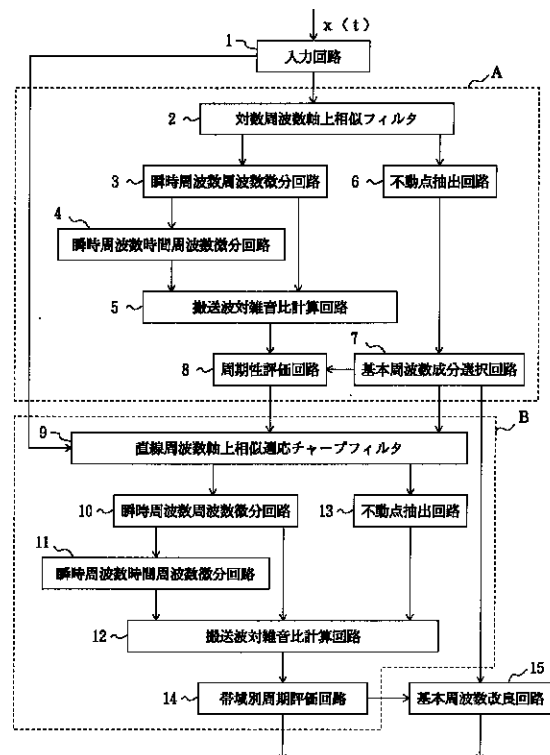 x（t）
1
入力回路
A
2
対数周波数軸上相似フィルタ
3
瞬時周波数周波数微分回路
6
不動点抽出回路
4
瞬時周波数時間周波数微分回路
5
搬送波対雑音比計算回路
7
8
周期性評価回路
基本周波数成分選択回路
B
9
直線周波数軸上相似適応チャープフィルタ
10
瞬時周波数周波数微分回路
13
不動点抽出回路
11
瞬時周波数時間周波数微分回路
12
搬送波対雑音比計算回路
15
14
帯域別周期評価回路
基本周波数改良回路